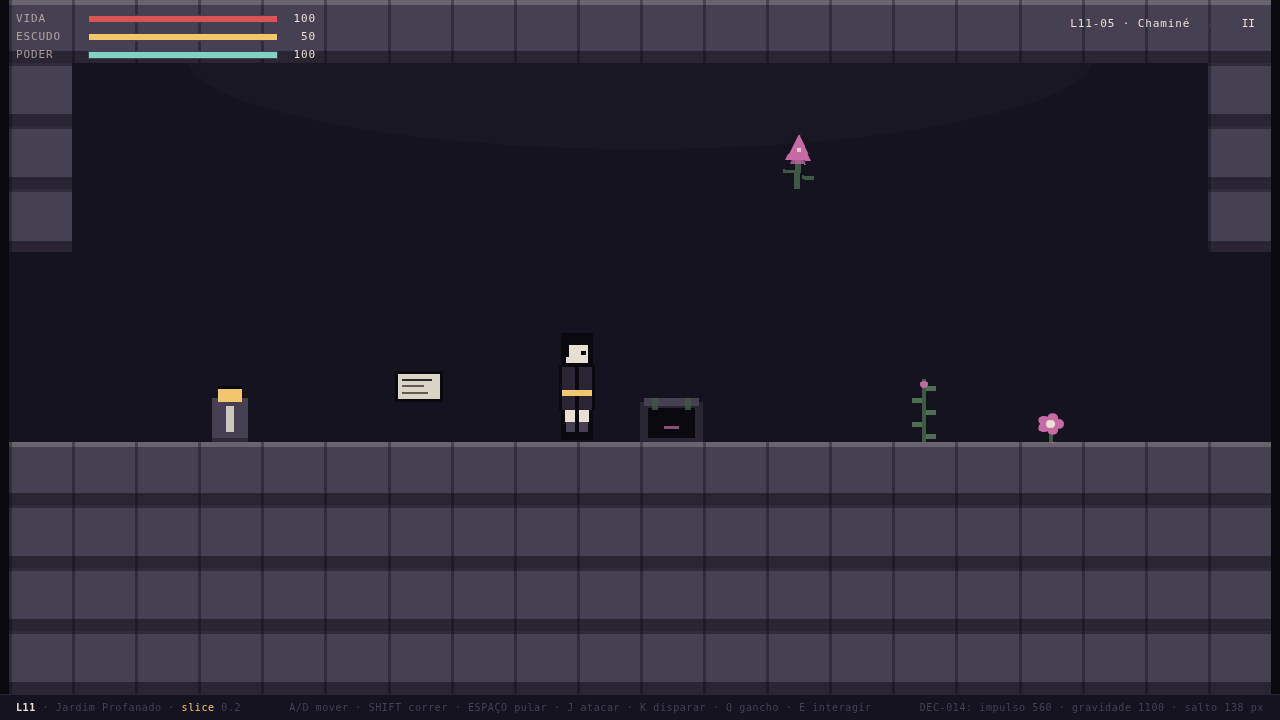 VIDA 100
ESCUDO 50
PODER 100
L11-05 · Chaminé II
L11 · Jardim Profanado · slice 0.2 A/D mover · SHIFT correr · ESPAÇO pular · J atacar · K disparar · Q gancho · E interagir DEC-014: impulso 560 · gravidade 1100 · salto 138 px